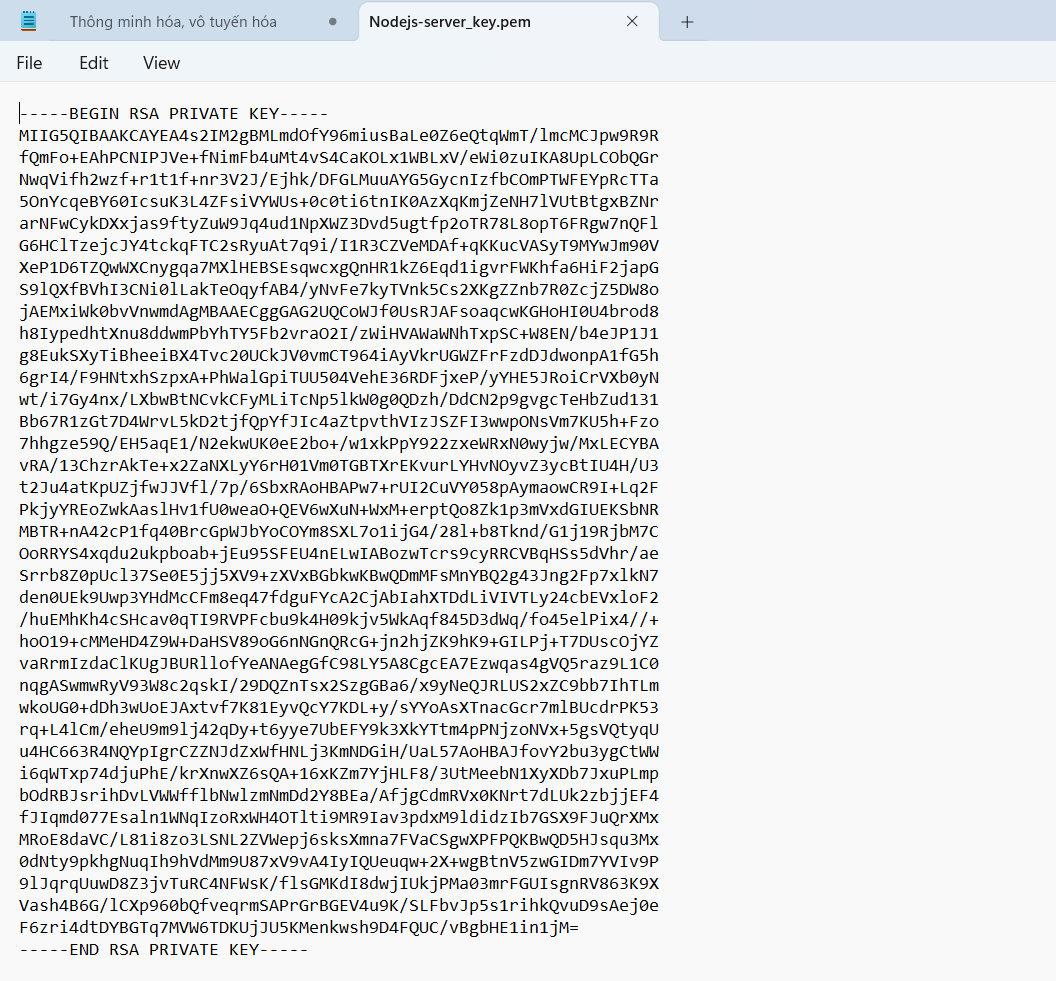 Thông minh hóa, vô tuyến hóa
Nodejs-server_key.pem
File Edit View
-----BEGIN RSA PRIVATE KEY-----
MIIG5QIBAAKCAYEA4s2IM2gBMLmdOfY96miusBaLe0Z6eQtqWmT/lmcMCJpw9R9R
fQmFo+EAhPCNIPJVe+fNimFb4uMt4vS4CaKOLx1WBLxV/eWi0zuIKA8UpLCObQGr
NwqVifh2wzf+r1t1f+nr3V2J/Ejhk/DFGLMuuAYG5GycnIzfbCOmPTWFEYpRcTTa
5OnYcqeBY60IcsuK3L4ZFsiVYWUs+0c0ti6tnIK0AzXqKmjZeNH7lVUtBtgxBZNr
arNFwCykDXxjas9ftyZuW9Jq4ud1NpXWZ3Dvd5ugtfp2oTR78L8opT6FRgw7nQFl
G6HClTzejcJY4tckqFTC2sRyuAt7q9i/I1R3CZVeMDAf+qKKucVASyT9MYwJm90V
XeP1D6TZQwWXCnygqa7MXlHEBSEsqwcxgQnHR1kZ6Eqd1igvrFWKhfa6HiF2japG
S9lQXfBVhI3CNi0lLakTeOqyfAB4/yNvFe7kyTVnk5Cs2XKgZZnb7R0ZcjZ5DW8o
jAEMxiWk0bvVnwmdAgMBAAECggGAG2UQCoWJf0UsRJAFsoaqcwKGHoHI0U4brod8
h8IypedhtXnu8ddwmPbYhTY5Fb2vraO2I/zWiHVAWaWNhTxpSC+W8EN/b4eJP1J1
g8EukSXyTiBheeiBX4Tvc20UCkJV0vmCT964iAyVkrUGWZFrFzdDJdwonpA1fG5h
6grI4/F9HNtxhSzpxA+PhWalGpiTUU504VehE36RDFjxeP/yYHE5JRoiCrVXb0yN
wt/i7Gy4nx/LXbwBtNCvkCFyMLiTcNp5lkW0g0QDzh/DdCN2p9gvgcTeHbZud131
Bb67R1zGt7D4WrvL5kD2tjfQpYfJIc4aZtpvthVIzJSZFI3wwpONsVm7KU5h+Fzo
7hhgze59Q/EH5aqE1/N2ekwUK0eE2bo+/w1xkPpY922zxeWRxN0wyjw/MxLECYBA
vRA/13ChzrAkTe+x2ZaNXLyY6rH01Vm0TGBTXrEKvurLYHvNOyvZ3ycBtIU4H/U3
t2Ju4atKpUZjfwJJVfl/7p/6SbxRAoHBAPw7+rUI2CuVY058pAymaowCR9I+Lq2F
PkjyYREoZwkAaslHv1fU0weaO+QEV6wXuN+WxM+erptQo8Zk1p3mVxdGIUEKSbNR
MBTR+nA42cP1fq40BrcGpWJbYoCOYm8SXL7o1ijG4/28l+b8Tknd/G1j19RjbM7C
OoRRYS4xqdu2ukpboab+jEu95SFEU4nELwIABozwTcrs9cyRRCVBqHSs5dVhr/ae
Srrb8Z0pUcl37Se0E5jj5XV9+zXVxBGbkwKBwQDmMFsMnYBQ2g43Jng2Fp7xlkN7
den0UEk9Uwp3YHdMcCFm8eq47fdguFYcA2CjAbIahXTDdLiVIVTLy24cbEVxloF2
/huEMhKh4cSHcav0qTI9RVPFcbu9k4H09kjv5WkAqf845D3dWq/fo45elPix4//+
hoO19+cMMeHD4Z9W+DaHSV89oG6nNGnQRcG+jn2hjZK9hK9+GILPj+T7DUscOjYZ
vaRrmIzdaClKUgJBURllofYeANAegGfC98LY5A8CgcEA7Ezwqas4gVQ5raz9L1C0
nqgASwmwRyV93W8c2qskI/29DQZnTsx2SzgGBa6/x9yNeQJRLUS2xZC9bb7IhTLm
wkoUG0+dDh3wUoEJAxtvf7K81EyvQcY7KDL+y/sYYoAsXTnacGcr7mlBUcdrPK53
rq+L4lCm/eheU9m9lj42qDy+t6yye7UbEFY9k3XkYTtm4pPNjzoNVx+5gsVQtyqU
u4HC663R4NQYpIgrCZZNJdZxWfHNLj3KmNDGiH/UaL57AoHBAJfovY2bu3ygCtWW
i6qWTxp74djuPhE/krXnwXZ6sQA+16xKZm7YjHLF8/3UtMeebN1XyXDb7JxuPLmp
bOdRBJsrihDvLVWWfflbNwlzmNmDd2Y8BEa/AfjgCdmRVx0KNrt7dLUk2zbjjEF4
fJIqmd077Esaln1WNqIzoRxWH4OTlti9MR9Iav3pdxM9ldidzIb7GSX9FJuQrXMx
MRoE8daVC/L81i8zo3LSNL2ZVWepj6sksXmna7FVaCSgwXPFPQKBwQD5HJsqu3Mx
0dNty9pkhgNuqIh9hVdMm9U87xV9vA4IyIQUeuqw+2X+wgBtnV5zwGIDm7YVIv9P
9lJqrqUuwD8Z3jvTuRC4NFWsK/flsGMKdI8dwjIUkjPMa03mrFGUIsgnRV863K9X
Vash4B6G/lCXp960bQfveqrmSAPrGrBGEV4u9K/SLFbvJp5s1rihkQvuD9sAej0e
F6zri4dtDYBGTq7MVW6TDKUjJU5KMenkwsh9D4FQUC/vBgbHE1in1jM=
-----END RSA PRIVATE KEY-----